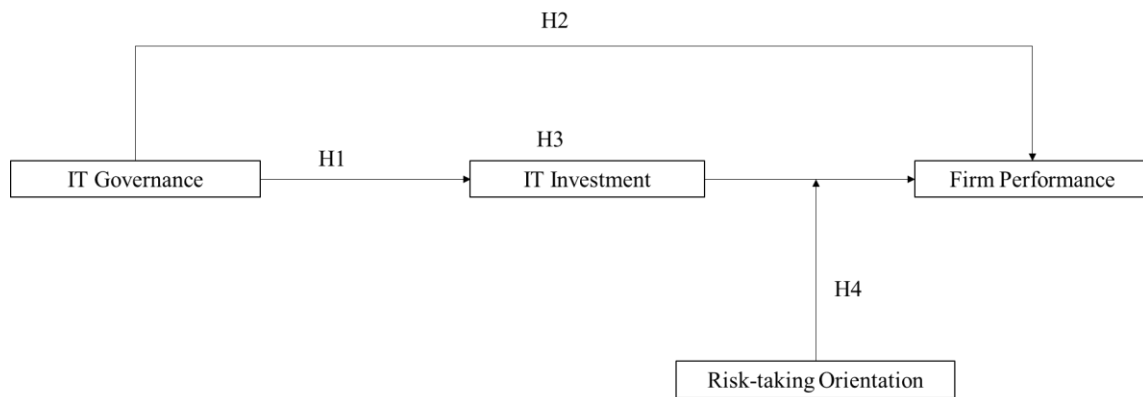 H2
H3
H1
IT Governance
IT Investment
Firm Performance
H4
Risk-taking Orientation